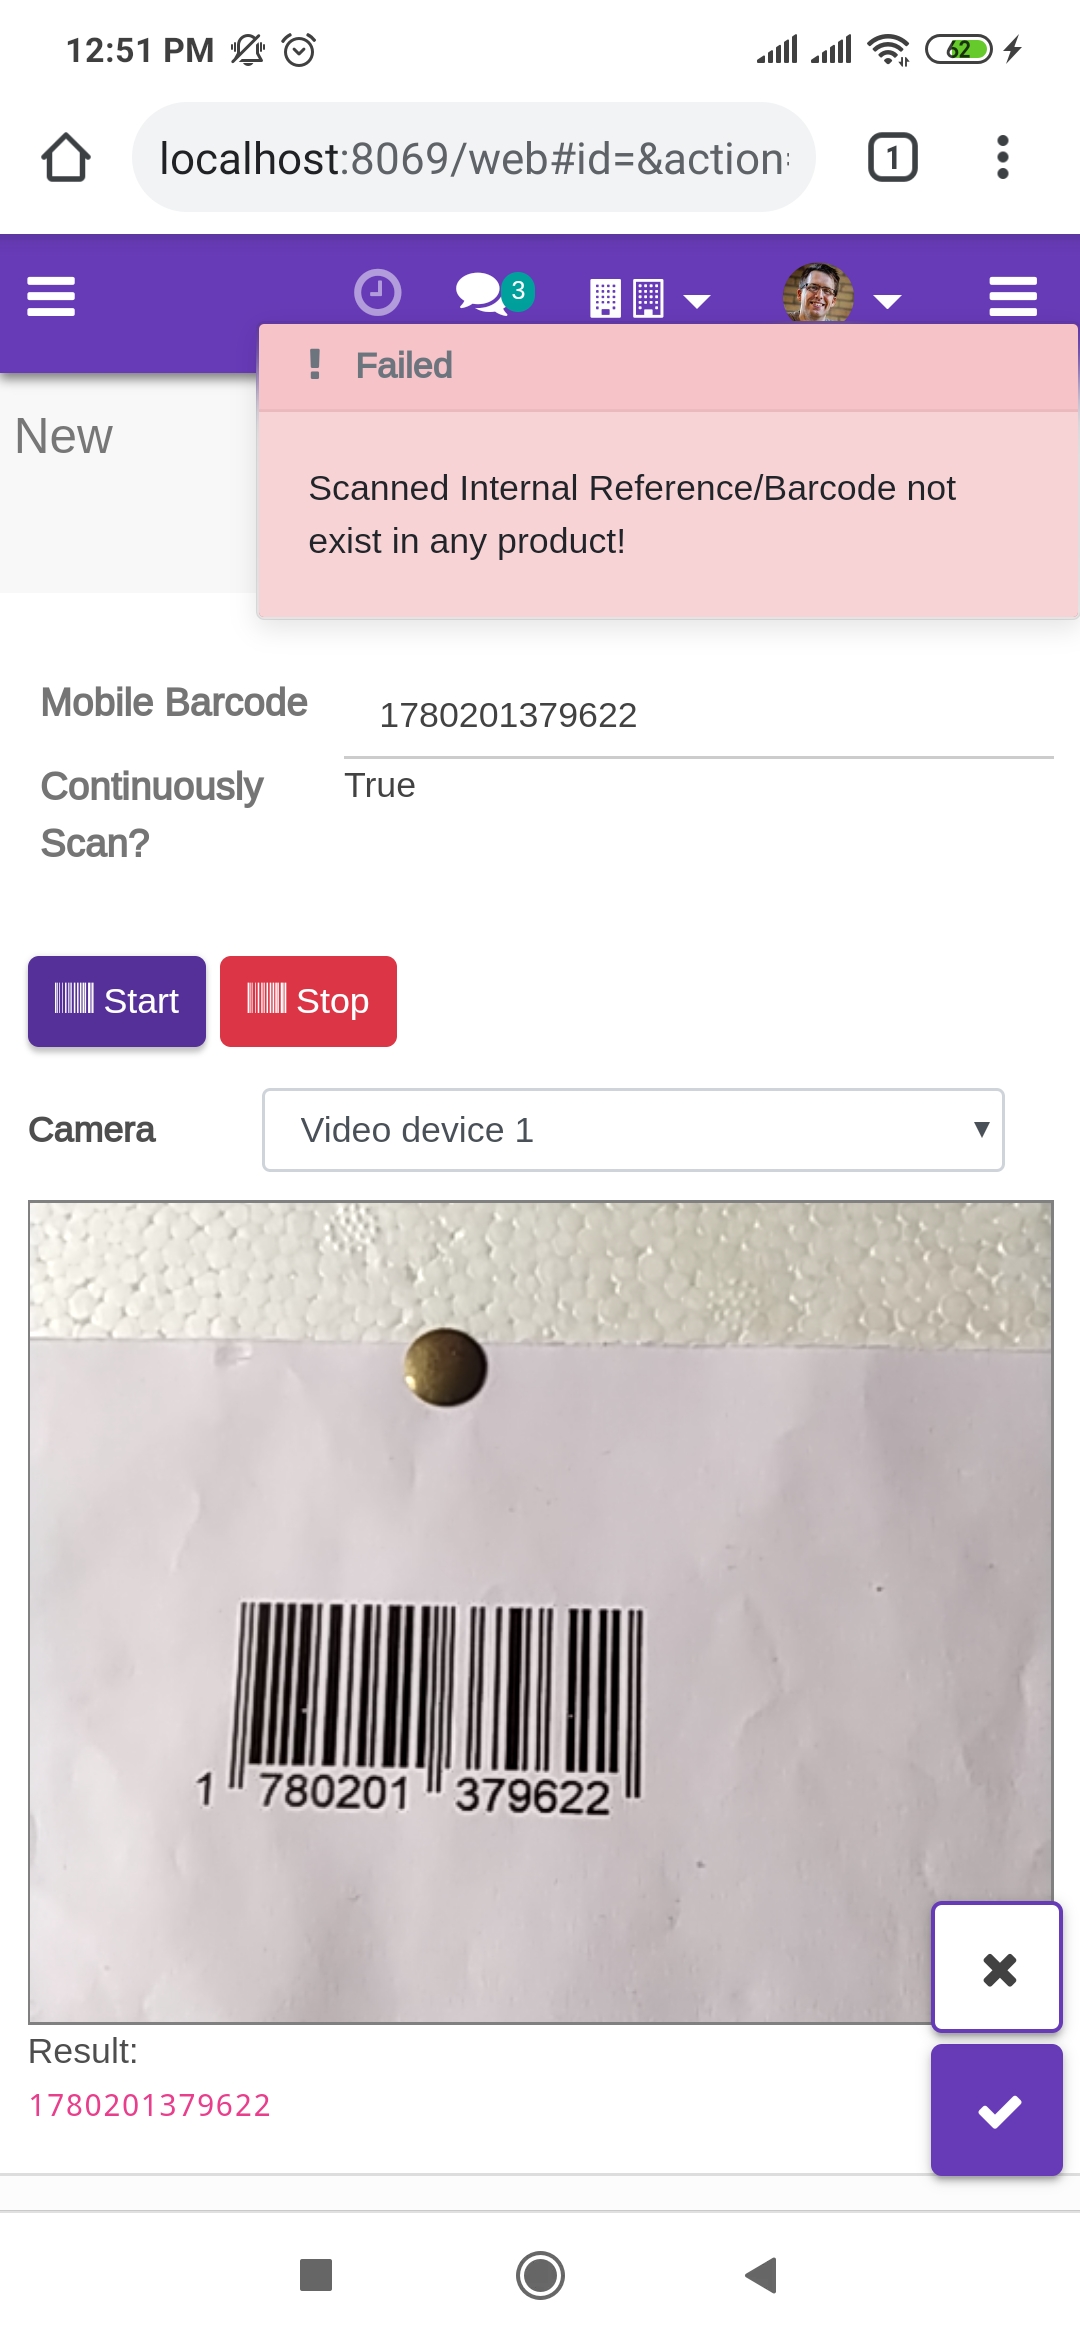 12:51 PM
62
localhost:8069/web#id=&action
1
3
Failed
New
Scanned Internal Reference/Barcode not
exist in any product!
Mobile Barcode
1780201379622
Continuously
Scan?
True
Start
Stop
Camera
Video device 1
1 780201 379622
Result:
1780201379622